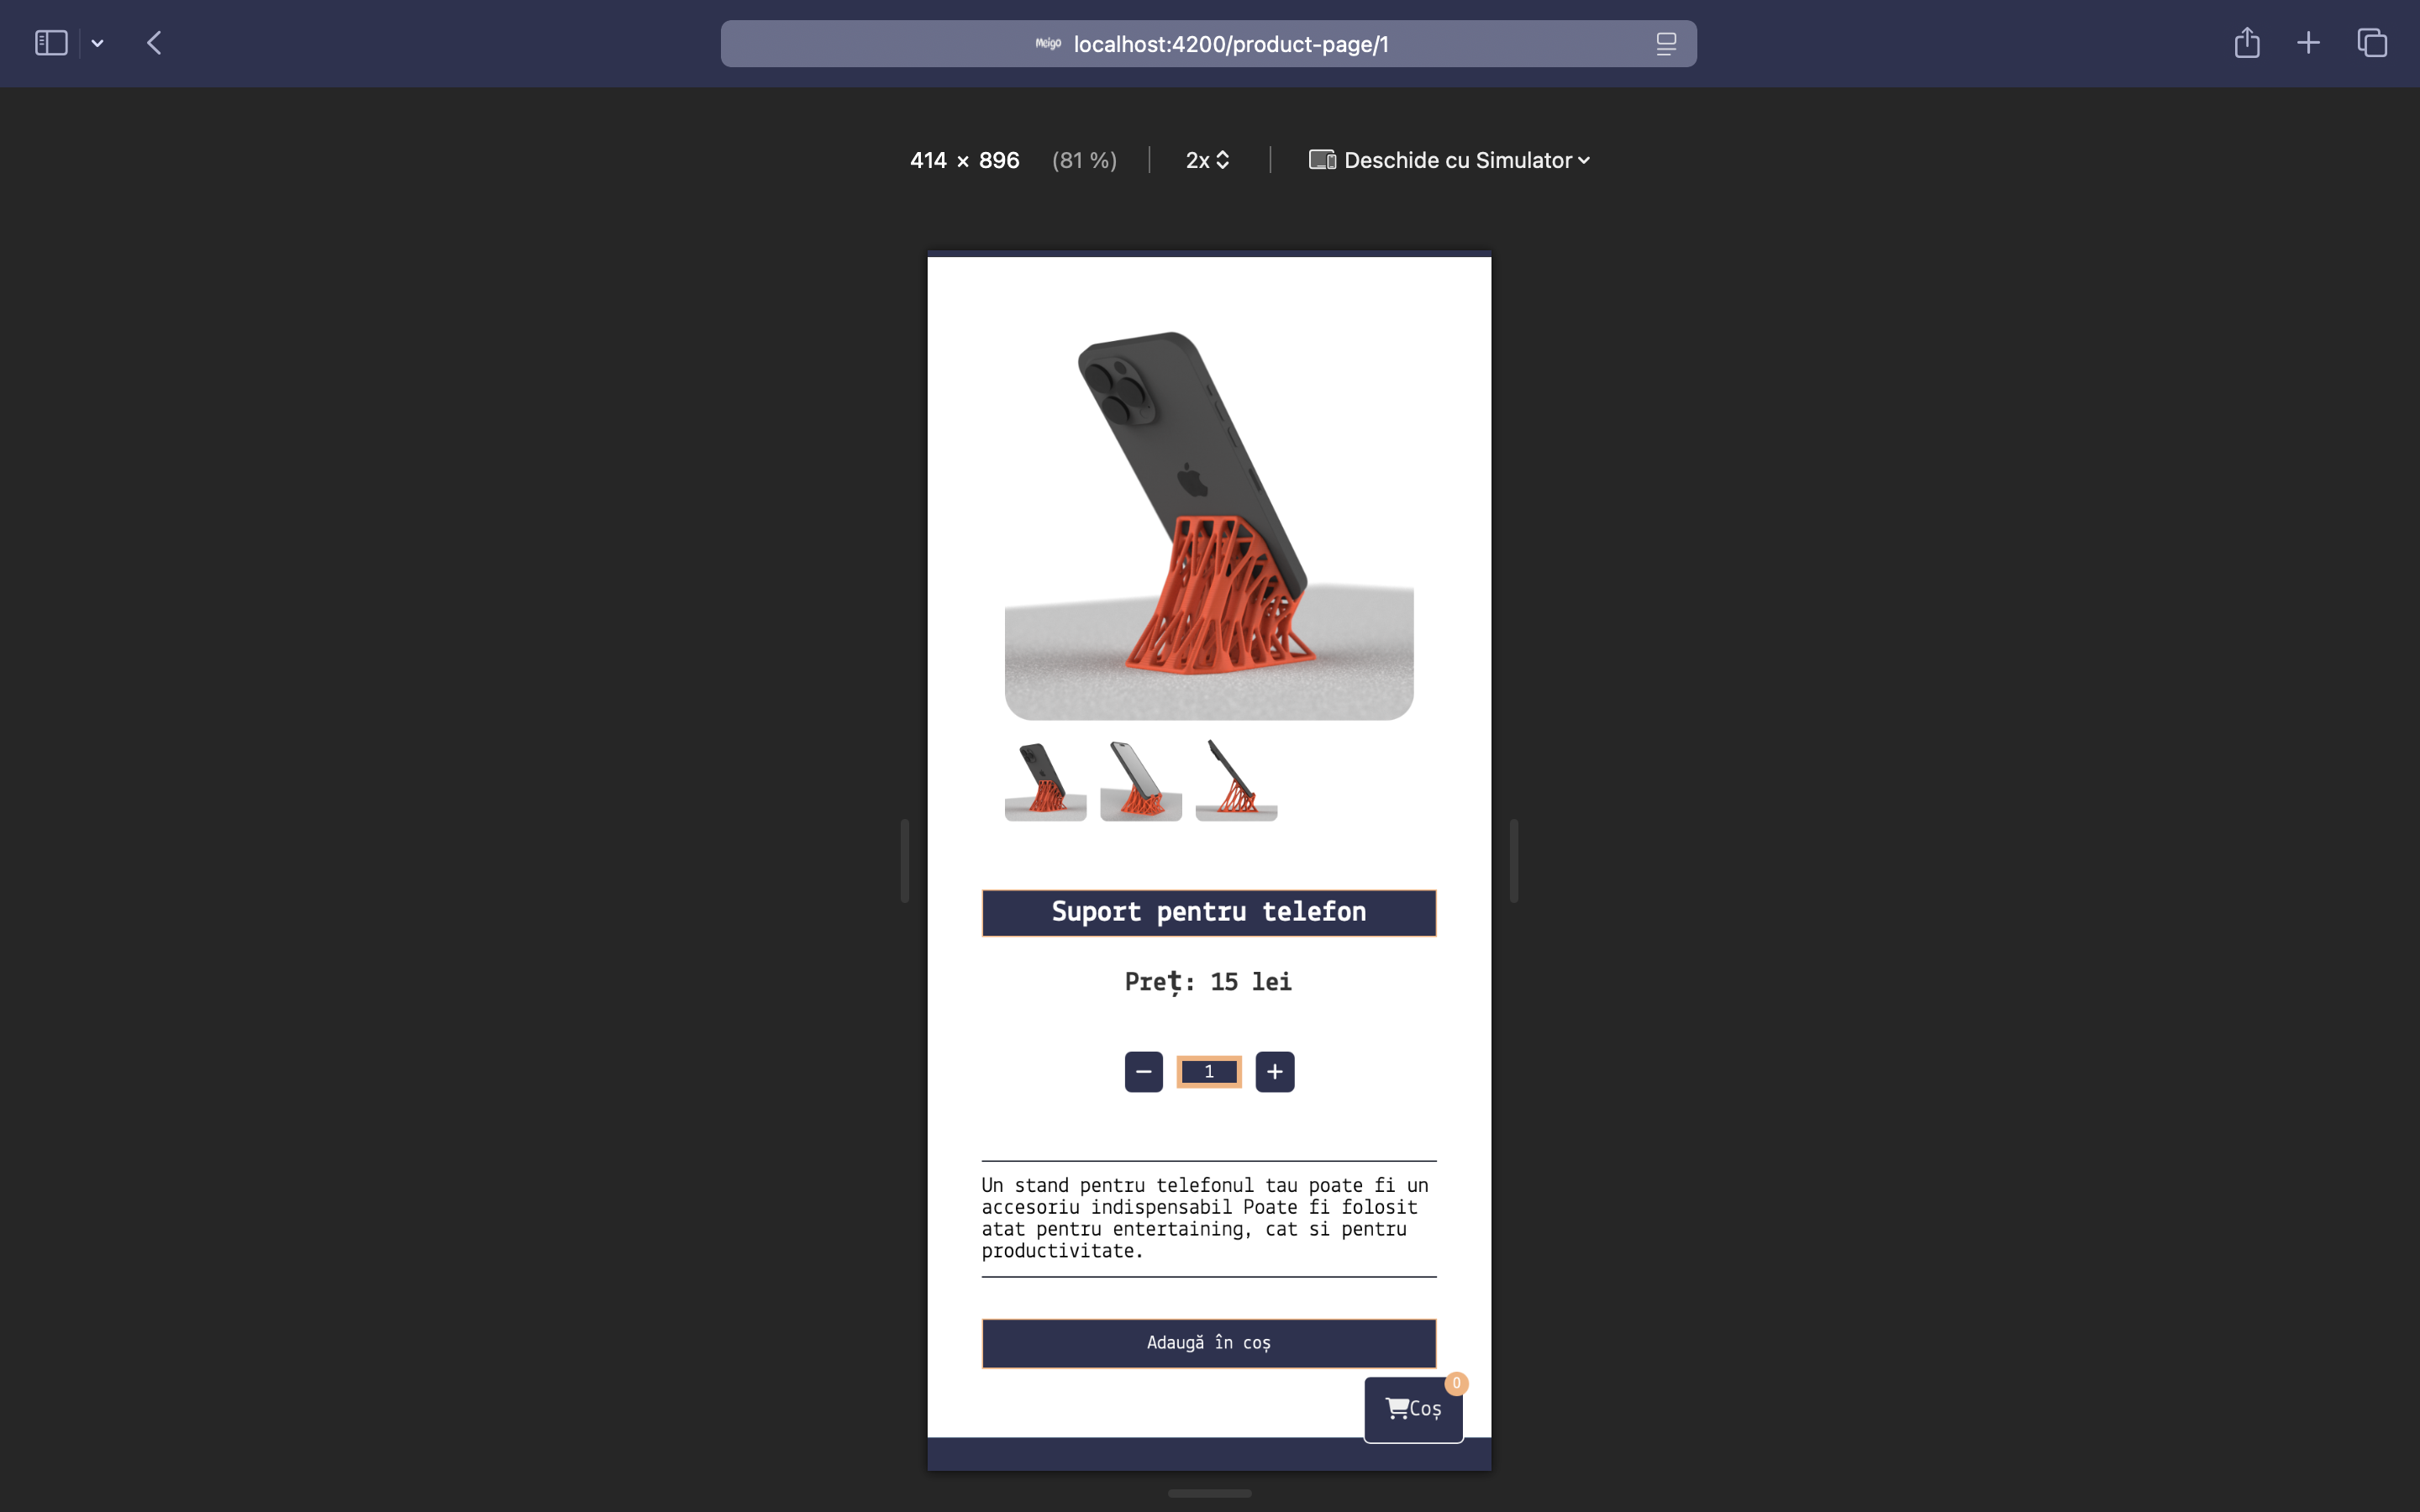 Meigo localhost:4200/product-page/1
414 × 896 (81 %) 2x Deschide cu Simulator
Suport pentru telefon
Preț: 15 lei
1
Un stand pentru telefonul tau poate fi un
accesoriu indispensabil Poate fi folosit
atat pentru entertaining, cat si pentru
productivitate.
Adaugă în coș
0
Coș